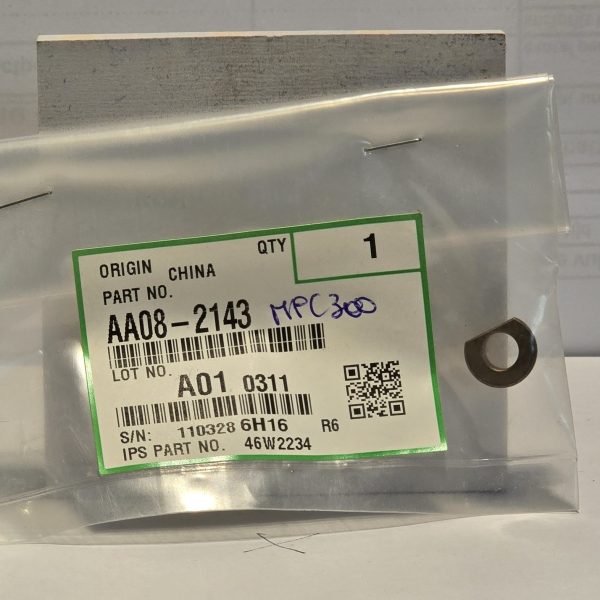 QTY 1
ORIGIN CHINA
PART NO.
AA08-2143 MPC300
LOT NO.
A01 0311
S/N: 110328 6H16 R6
IPS PART NO. 46W2234